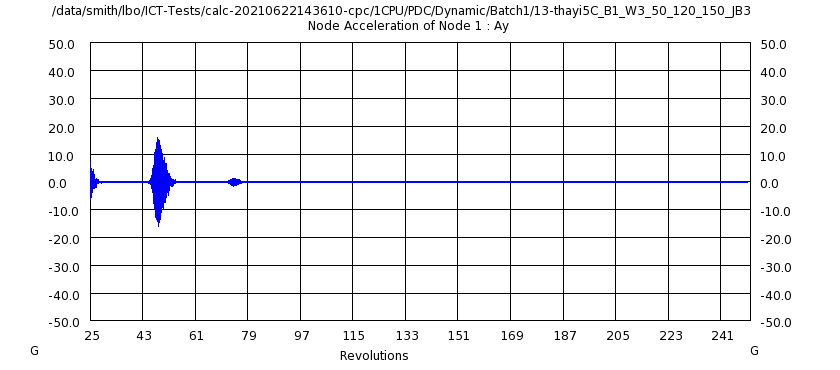 /data/smith/lbo/ICT-Tests/calc-20210622143610-cpc/1CPU/PDC/Dynamic/Batch1/13-thayi5C_B1_W3_50_120_150_JB3
Node Acceleration of Node 1 : Ay
50.0 50.0
40.0 40.0
30.0 30.0
20.0 20.0
10.0 10.0
0.0 0.0
-10.0 -10.0
-20.0 -20.0
-30.0 -30.0
-40.0 -40.0
-50.0 -50.0
25 43 61 79 97 115 133 151 169 187 205 223 241
G G
Revolutions